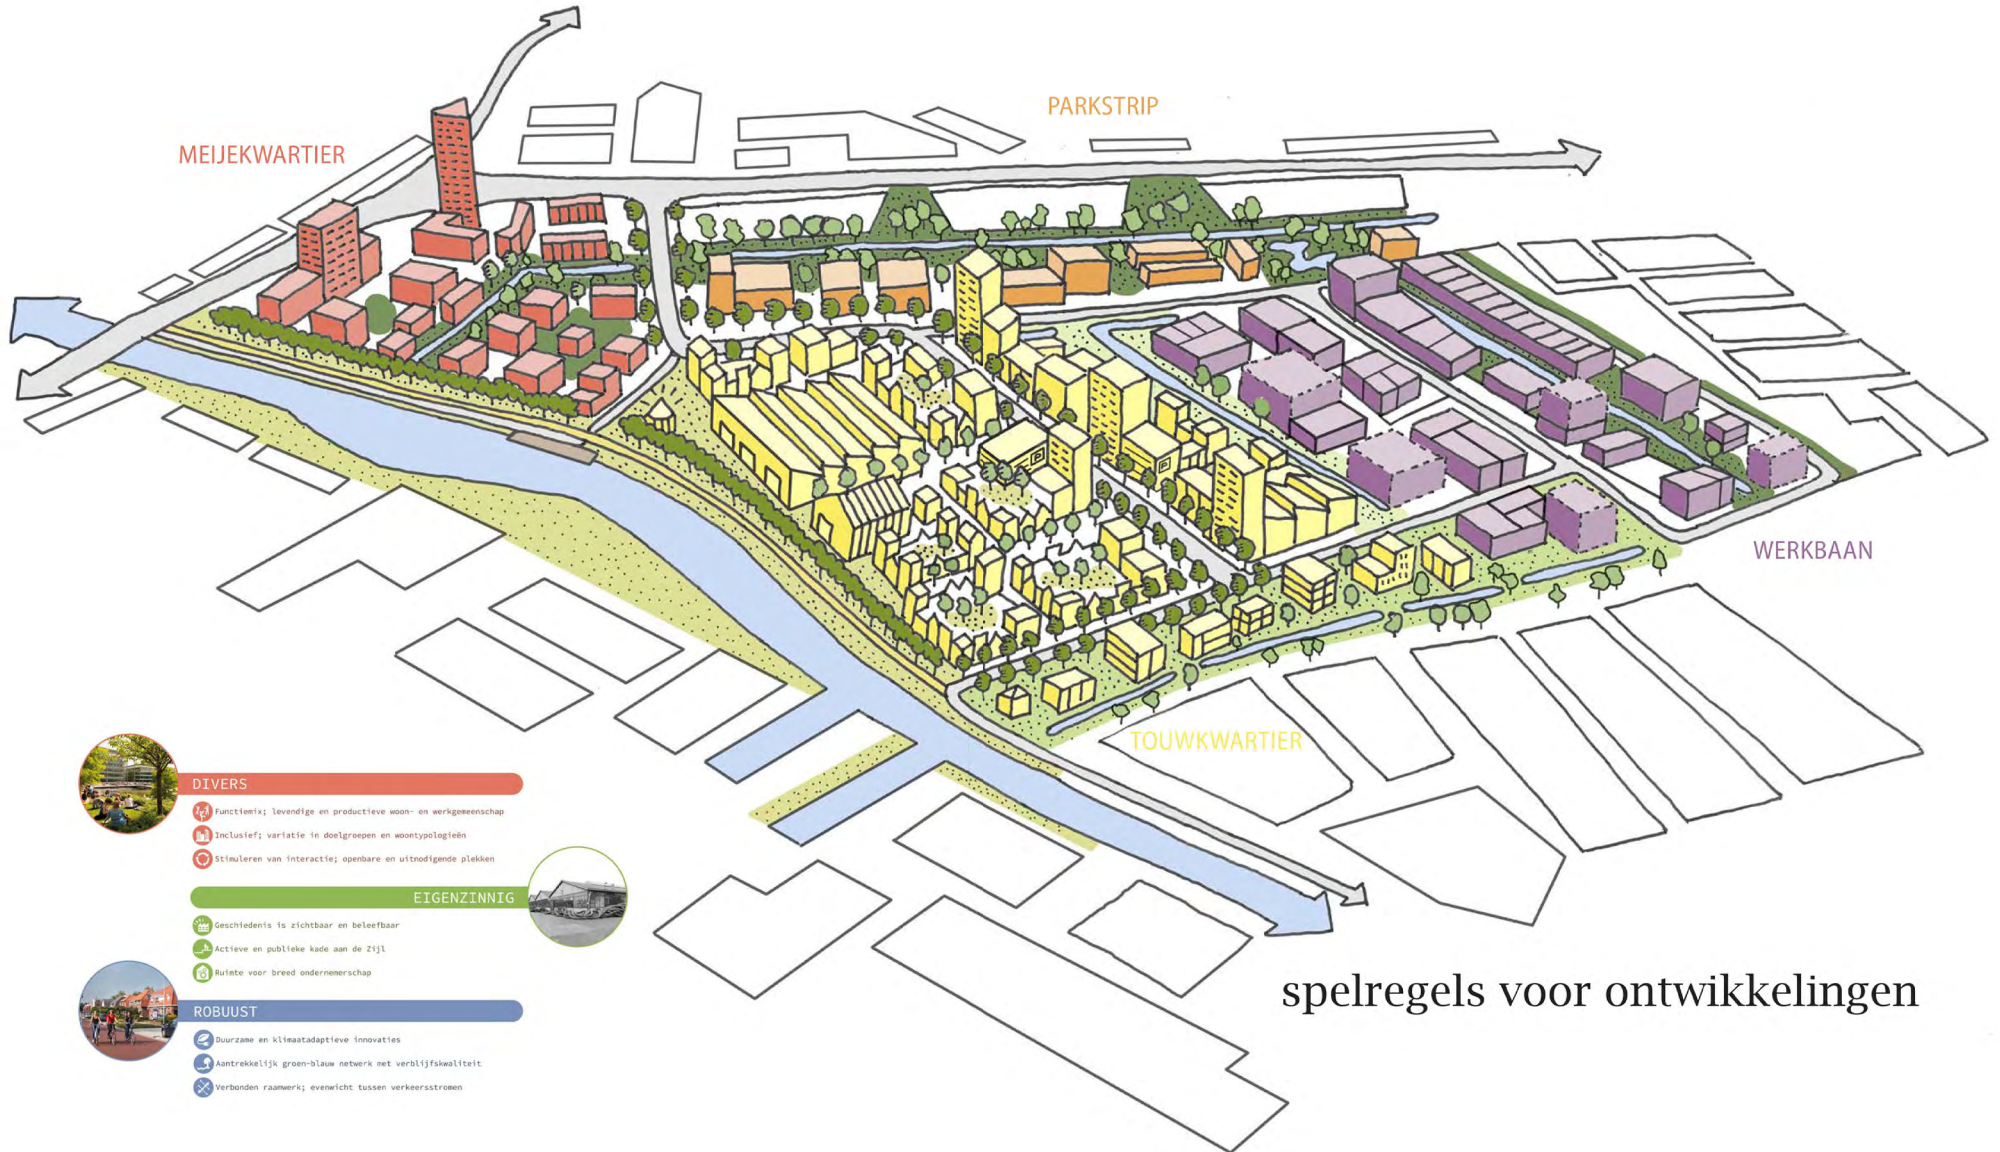 PARKSTRIP
MEIJEKWARTIER
WERKBAAN
TOUWKWARTIER
P
P
DIVERS
Functiemix; levendige en productieve woon- en werkgemeenschap
Inclusief; variatie in doelgroepen en woontypologieën
Stimuleren van interactie; openbare en uitnodigende plekken
EIGENZINNIG
Geschiedenis is zichtbaar en beleefbaar
Actieve en publieke kade aan de Zijl
Ruimte voor breed ondernemerschap
ROBUUST
Duurzame en klimaatadaptieve innovaties
Aantrekkelijk groen-blauw netwerk met verblijfskwaliteit
Verbonden raamwerk; evenwicht tussen verkeersstromen
spelregels voor ontwikkelingen